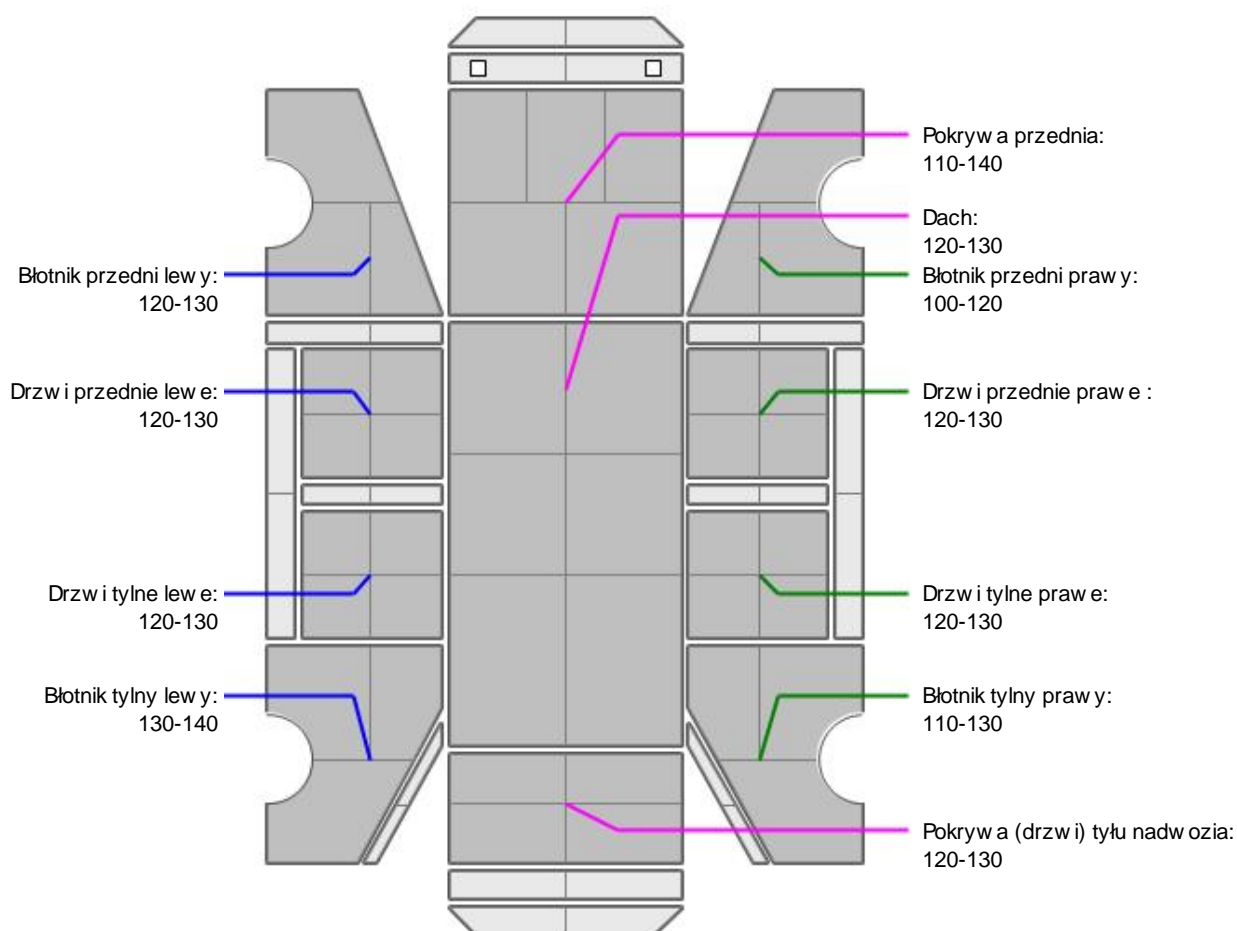 Pokrywa przednia:
110-140
Dach:
120-130
Błotnik przedni lewy:
120-130
Błotnik przedni prawy:
100-120
Drzwi przednie lewe:
120-130
Drzwi przednie prawe :
120-130
Drzwi tylne lewe:
120-130
Drzwi tylne prawe:
120-130
Błotnik tylny lewy:
130-140
Błotnik tylny prawy:
110-130
Pokrywa (drzwi) tyłu nadwozia:
120-130